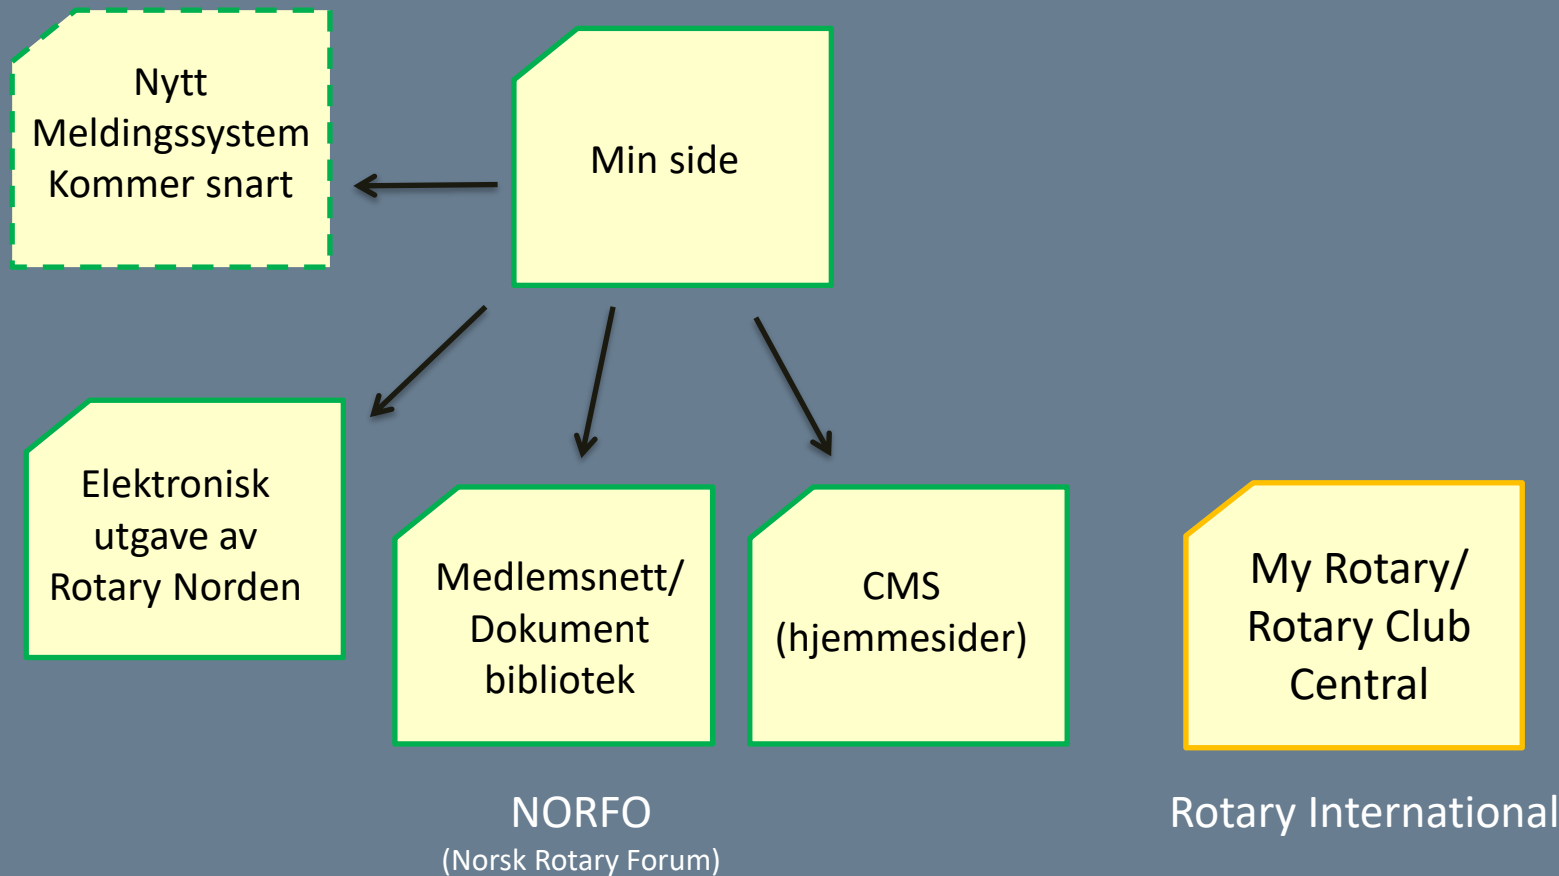 Nytt
Meldingssystem
Kommer snart
Min side
Elektronisk
utgave av
Rotary Norden
Medlemsnett/
Dokument
bibliotek
CMS
(hjemmesider)
My Rotary/
Rotary Club
Central
NORFO
(Norsk Rotary Forum)
Rotary International